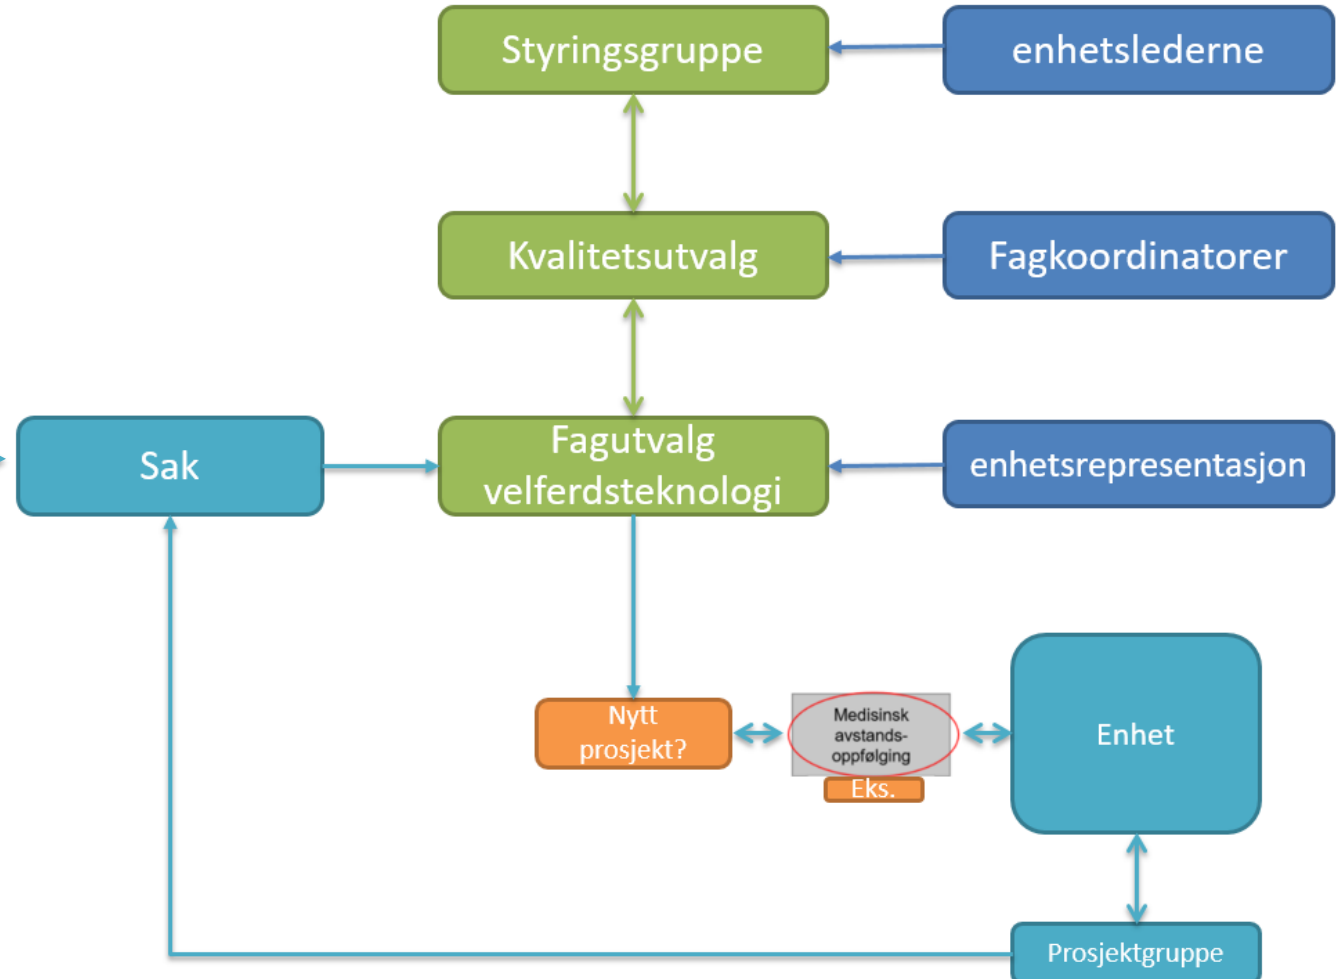 Styringsgruppe
enhetslederne
Kvalitetsutvalg
Fagkoordinatorer
Sak
Fagutvalg
velferdsteknologi
enhetsrepresentasjon
Nytt
prosjekt?
Medisinsk
avstands-
oppfølging
Eks.
Enhet
Prosjektgruppe